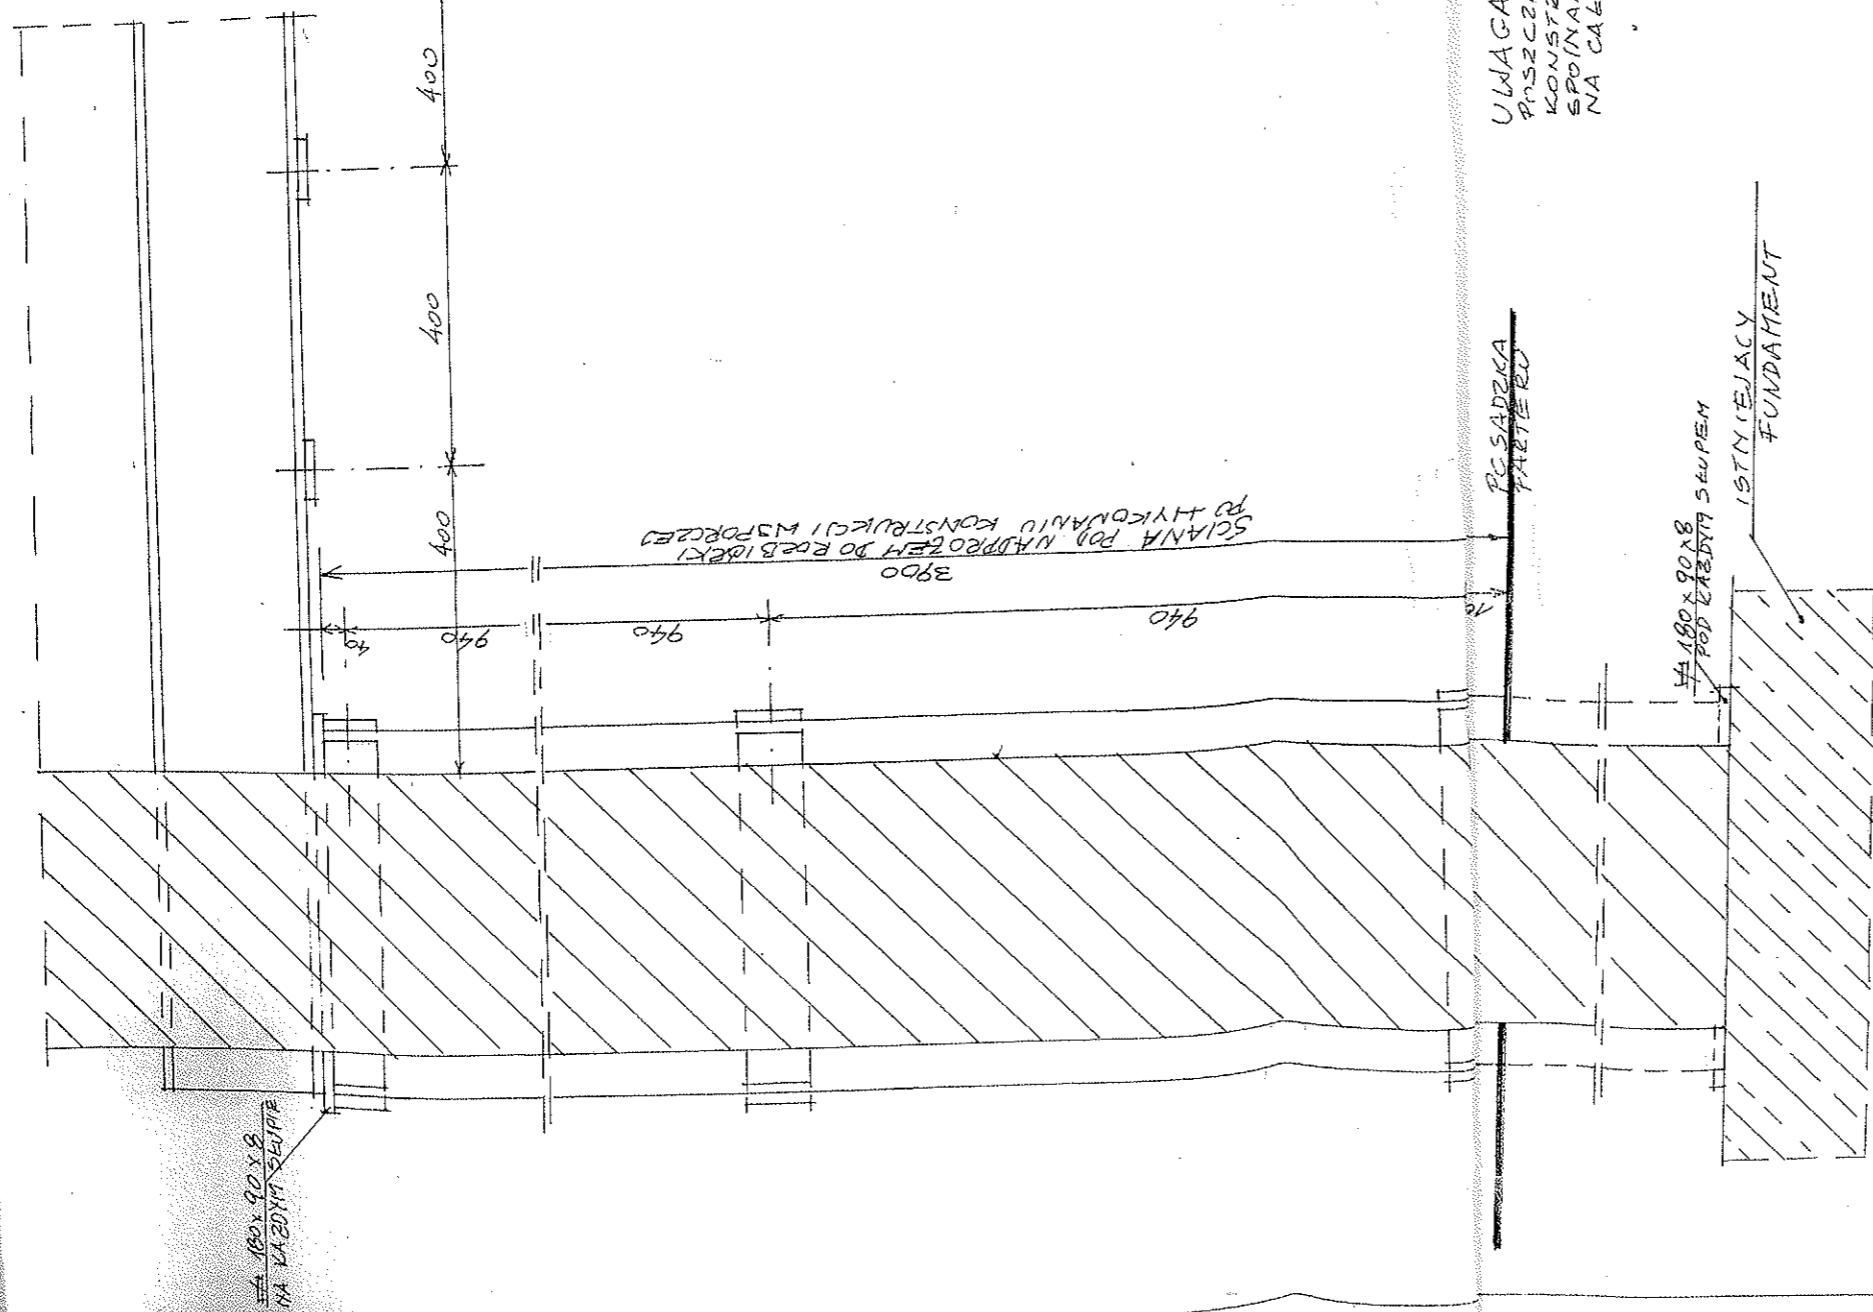 UWAGA
KONSTR
SPOINA
NA CAŁ
400
400
400
ŚCIANA POD NADPROŻEM DO ROZBIÓRKI
PO WYKONANIU KONSTRUKCJI WSPORCZEJ
3900
40
940
940
940
10
POSADZKA
PARTERU
180x90x8
POD KAŻDYM SŁUPEM
ISTNIEJĄCY
FUNDAMENT
180x90x8
NA KAŻDYM SŁUPIE